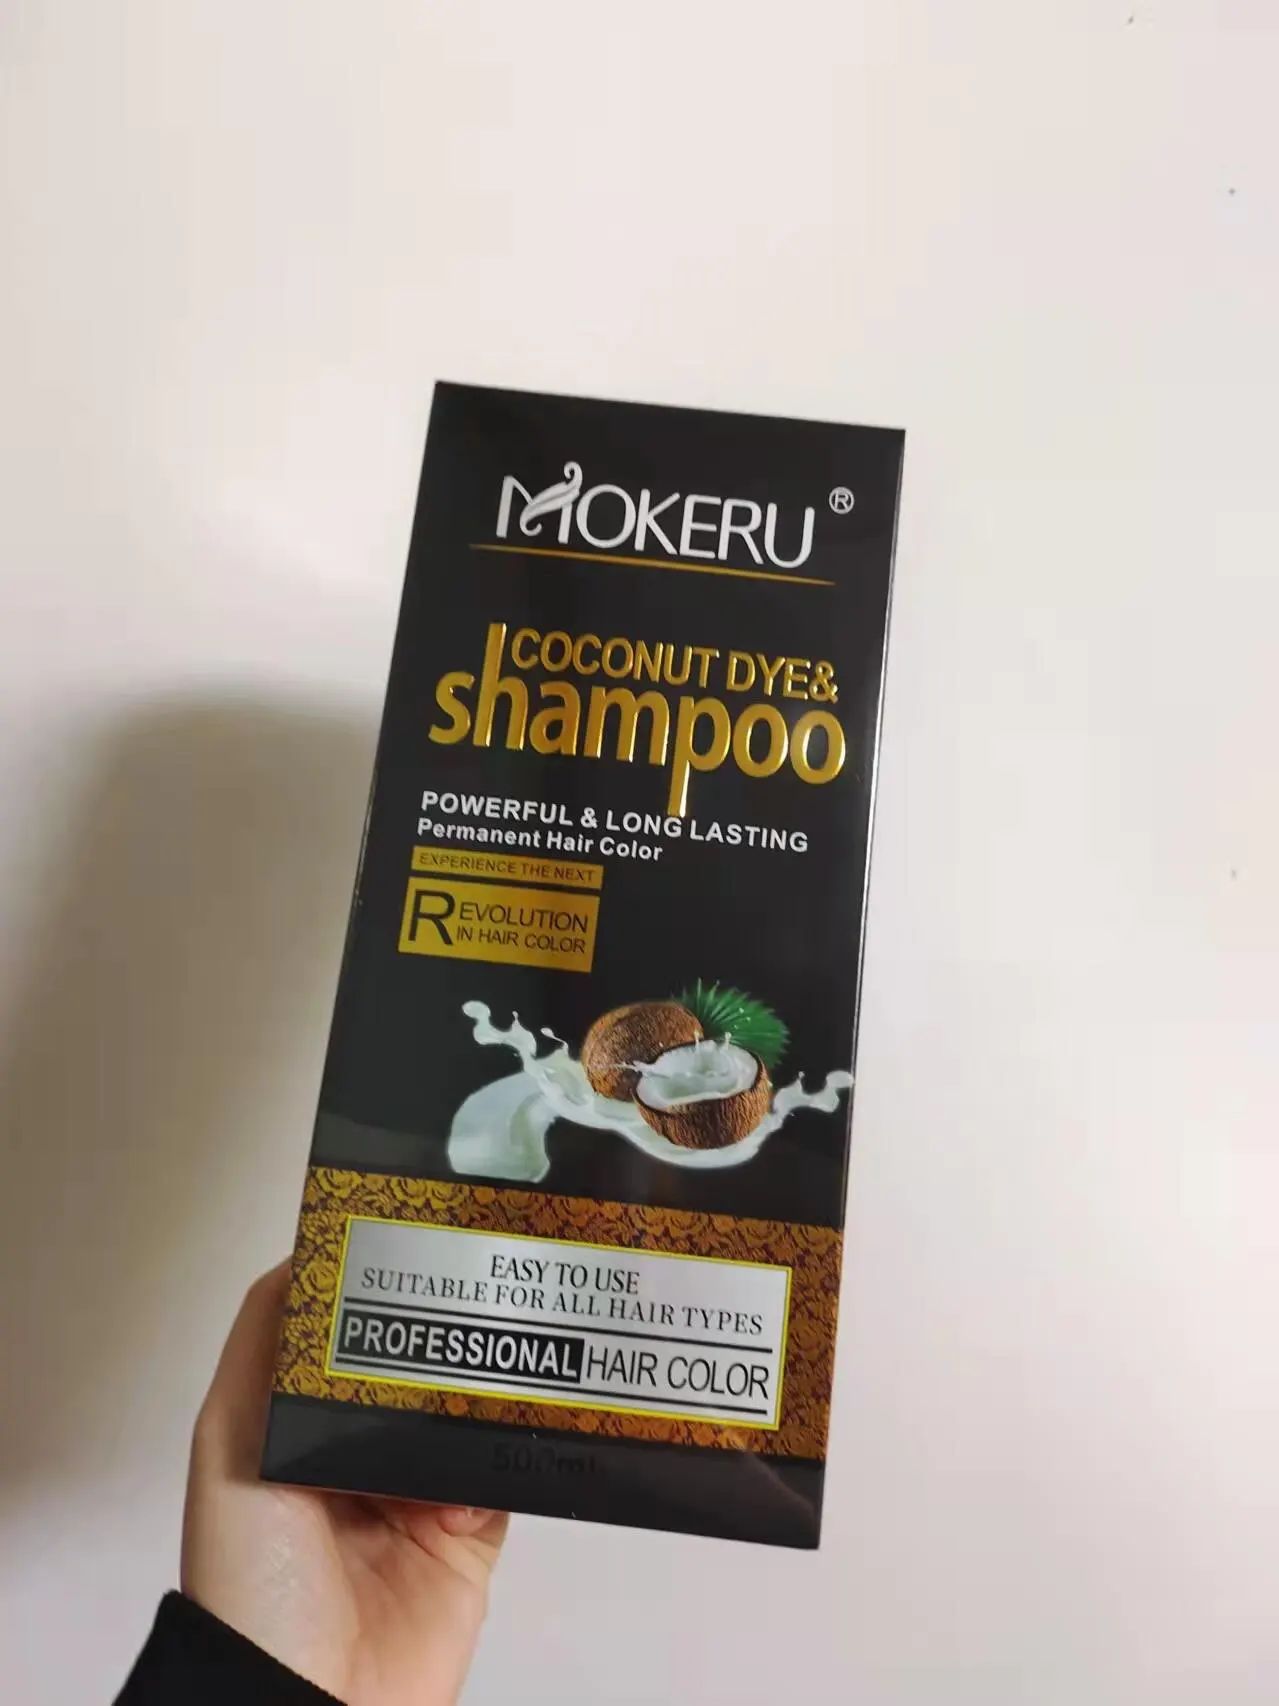 MOKERU ®
COCONUT DYE&
shampoo
POWERFUL & LONG LASTING
Permanent Hair Color
EXPERIENCE THE NEXT
REVOLUTION
IN HAIR COLOR
EASY TO USE
SUITABLE FOR ALL HAIR TYPES
PROFESSIONAL HAIR COLOR
500ml